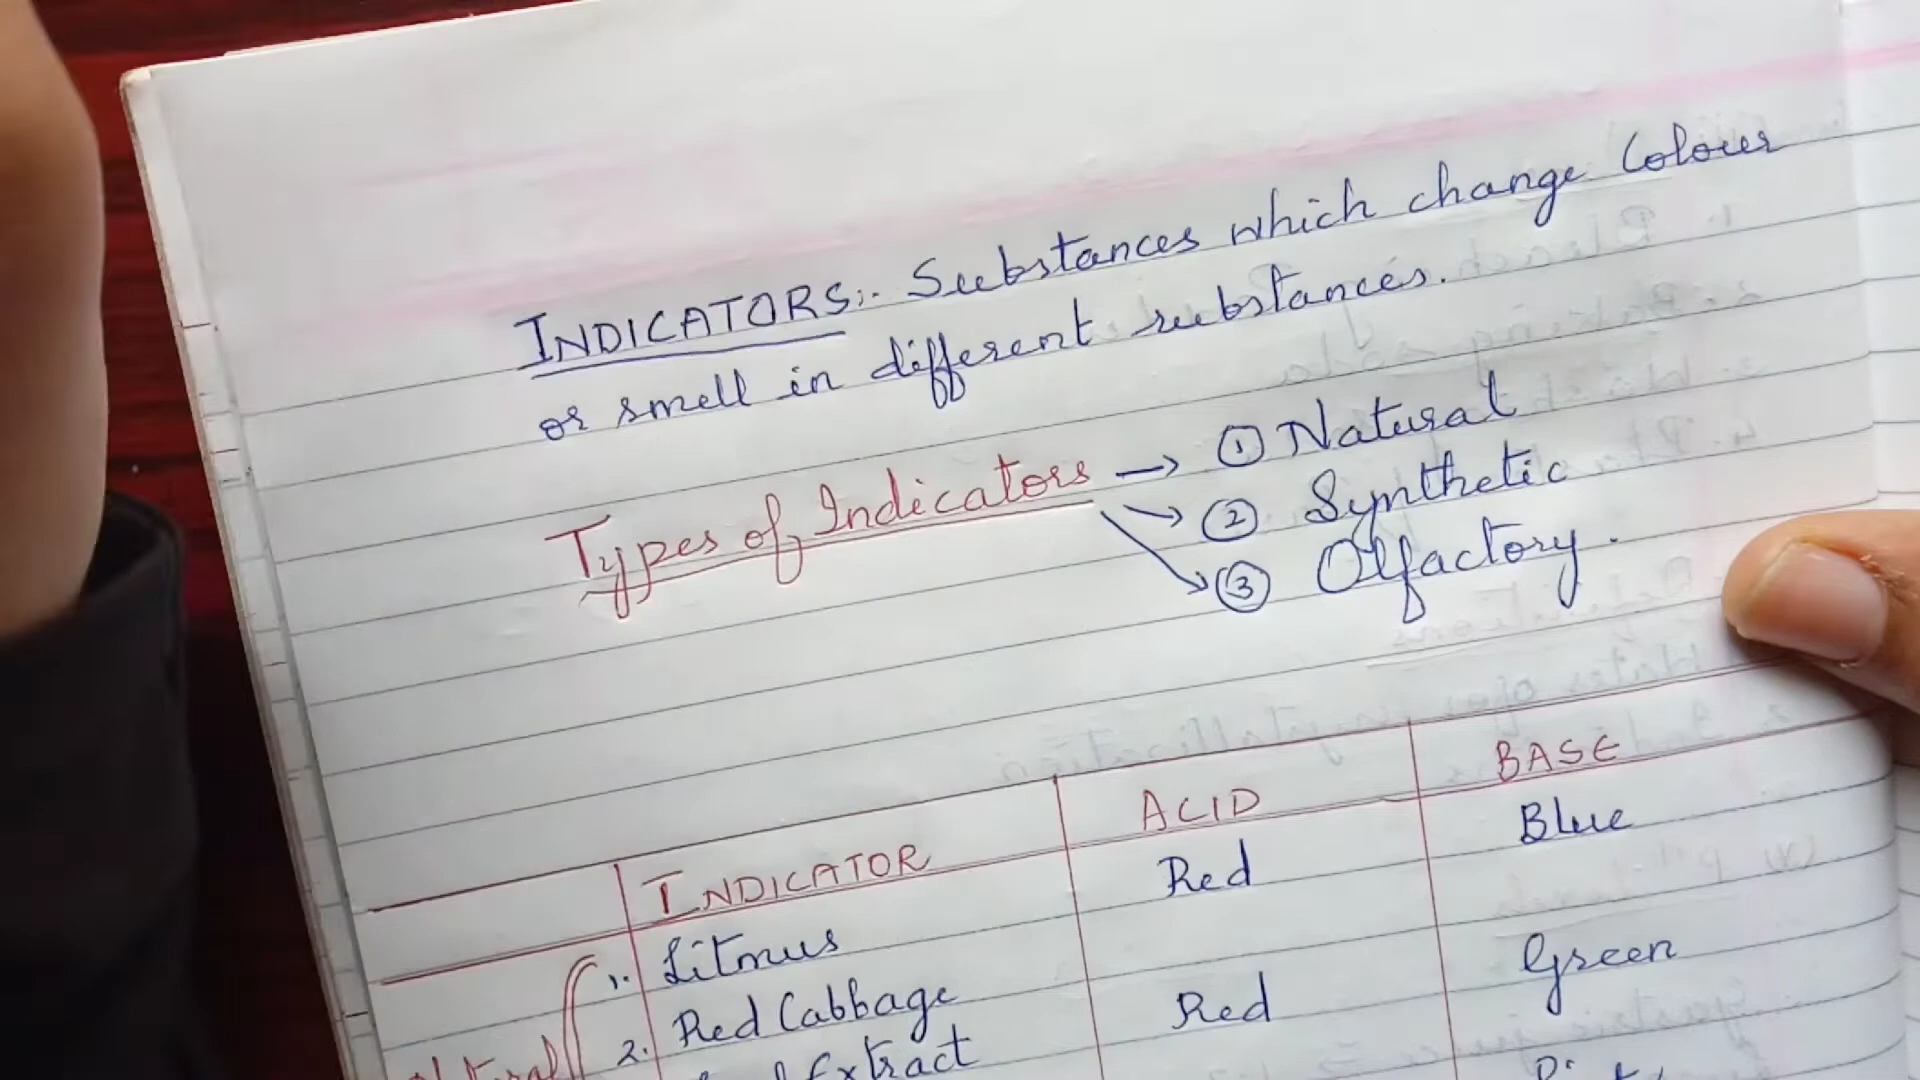 INDICATORS:- Substances which change Colour
or smell in different substances.
Types of Indicators → ① Natural
→ ② Synthetic
→ ③ Olfactory.
INDICATOR ACID BASE
1. Litmus Red Blue
2. Red Cabbage Red Green
Extract